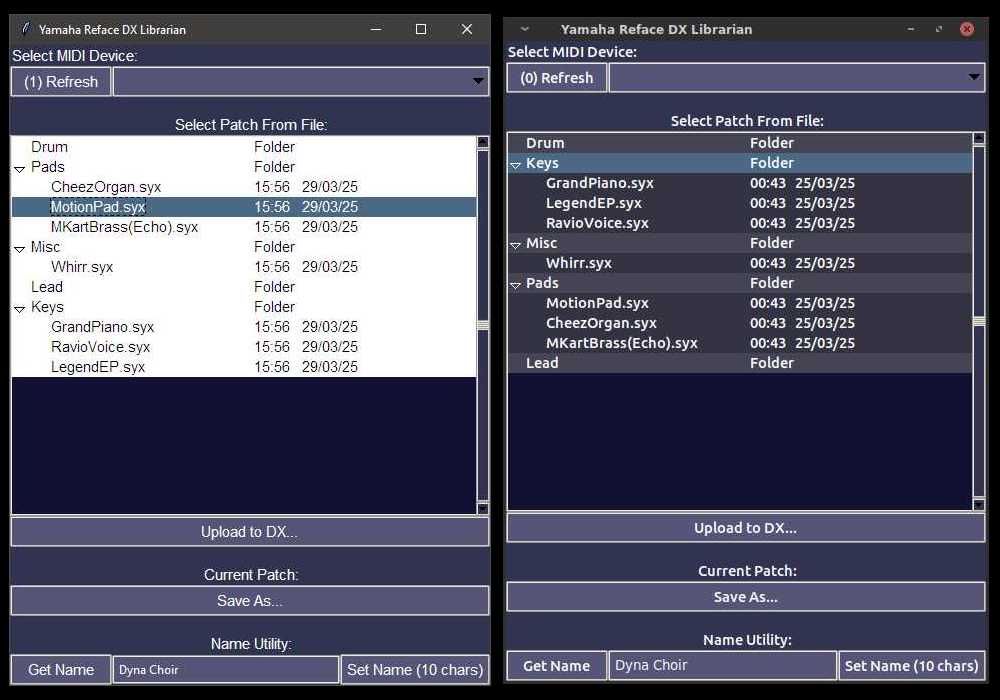 Yamaha Reface DX Librarian
Select MIDI Device:
(1) Refresh
Select Patch From File:
Drum Folder
Pads Folder
CheezOrgan.syx 15:56 29/03/25
MotionPad.syx 15:56 29/03/25
MKartBrass(Echo).syx 15:56 29/03/25
Misc Folder
Whirr.syx 15:56 29/03/25
Lead Folder
Keys Folder
GrandPiano.syx 15:56 29/03/25
RavioVoice.syx 15:56 29/03/25
LegendEP.syx 15:56 29/03/25
Upload to DX...
Current Patch:
Save As...
Name Utility:
Get Name Dyna Choir Set Name (10 chars)
Yamaha Reface DX Librarian
Select MIDI Device:
(0) Refresh
Select Patch From File:
Drum Folder
Keys Folder
GrandPiano.syx 00:43 25/03/25
LegendEP.syx 00:43 25/03/25
RavioVoice.syx 00:43 25/03/25
Misc Folder
Whirr.syx 00:43 25/03/25
Pads Folder
MotionPad.syx 00:43 25/03/25
CheezOrgan.syx 00:43 25/03/25
MKartBrass(Echo).syx 00:43 25/03/25
Lead Folder
Upload to DX...
Current Patch:
Save As...
Name Utility:
Get Name Dyna Choir Set Name (10 chars)